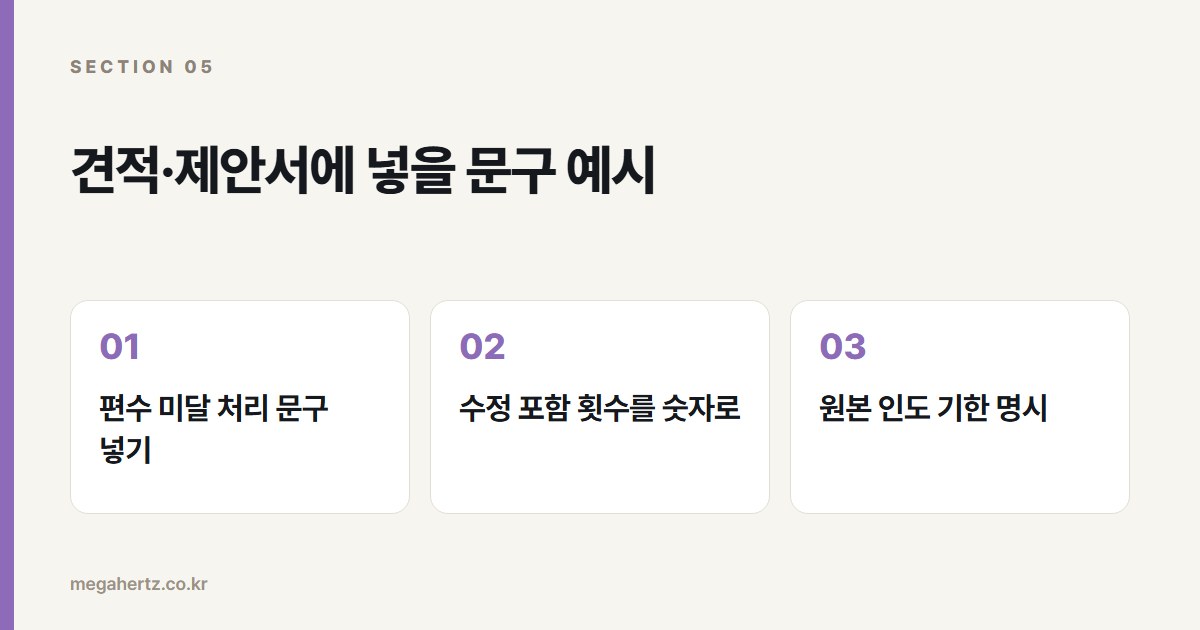 SECTION 05
견적·제안서에 넣을 문구 예시
01
편수 미달 처리 문구
넣기
02
수정 포함 횟수를 숫자로
03
원본 인도 기한 명시
megahertz.co.kr